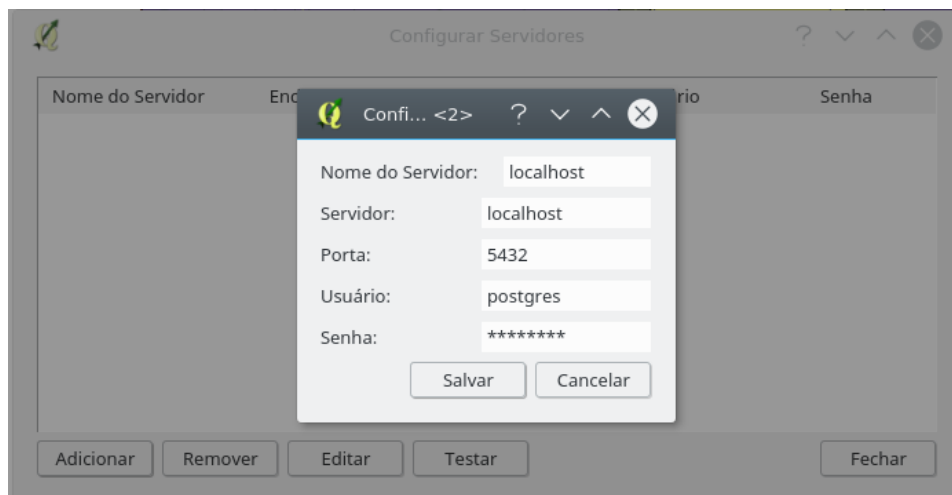 Configurar Servidores
Nome do Servidor
rio
Senha
Confi... <2>
Nome do Servidor: localhost
Servidor: localhost
Porta: 5432
Usuário: postgres
Senha: ********
Salvar Cancelar
Adicionar Remover Editar Testar Fechar